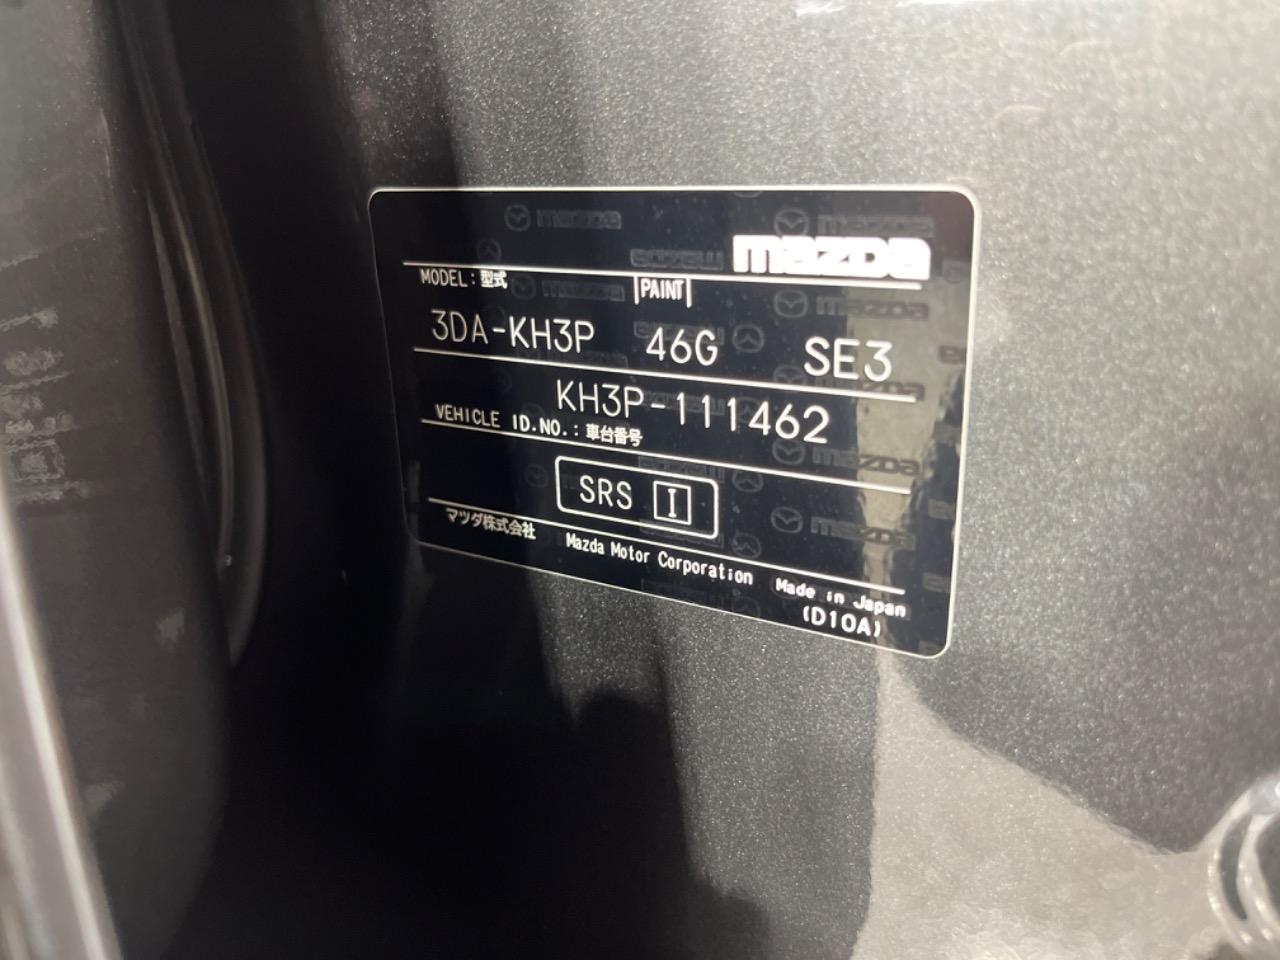 mazda
MODEL:型式 PAINT
3DA-KH3P 46G SE3
KH3P-111462
VEHICLE ID.NO.:車台番号
SRS I
マツダ株式会社 Mazda Motor Corporation Made in Japan
(D10A)